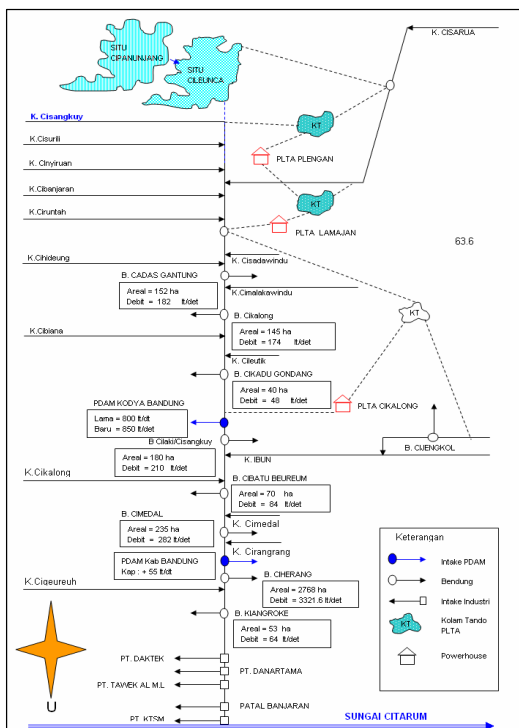 K. CISARUA
SITU
CIPANUNJANG
SITU
CILEUNCA
K. Cisangkuy
KT
K.Cisurili
PLTA PLENGAN
K.CInyiruan
K.Cibanjaran
KT
K.Ciruntah
PLTA LAMAJAN
63.6
K.Cihideung
K. Cisadawindu
B. CADAS GANTUNG
Areal = 152 ha
Debit = 182 lt/det
K.Cimalakawindu
B. Cikalong
Areal = 145 ha
Debit = 174 lt/det
KT
K.Cibiana
K. Cileutik
B. CIKADU GONDANG
Areal = 40 ha
Debit = 48 lt/det
PLTA CIKALONG
PDAM KODYA BANDUNG
Lama = 800 lt/dt
Baru = 850 lt/det
B Cilaki/Cisangkuy
Areal = 180 ha
Debit = 210 lt/det
K. IBUN
B. CIJENGKOL
K.Cikalong
B. CIBATU BEUREUM
Areal = 70 ha
Debit = 84 lt/det
B. CIMEDAL
Areal = 235 ha
Debit = 282 lt/det
K. Cimedal
K. Cirangrang
PDAM Kab BANDUNG
Kap : + 55 lt/dt
B. CIHERANG
Areal = 2768 ha
Debit = 3321.6 lt/det
K. Cigeureuh
B. KIANGROKE
Areal = 53 ha
Debit = 64 lt/det
Keterangan
Intake PDAM
Bendung
Intake Industri
Kolam Tando
PLTA
Powerhouse
U
PT. DAKTEK
PT. DANARTAMA
PT. TAWEK AL M.L
PATAL BANJARAN
PT. KTSM
SUNGAI CITARUM